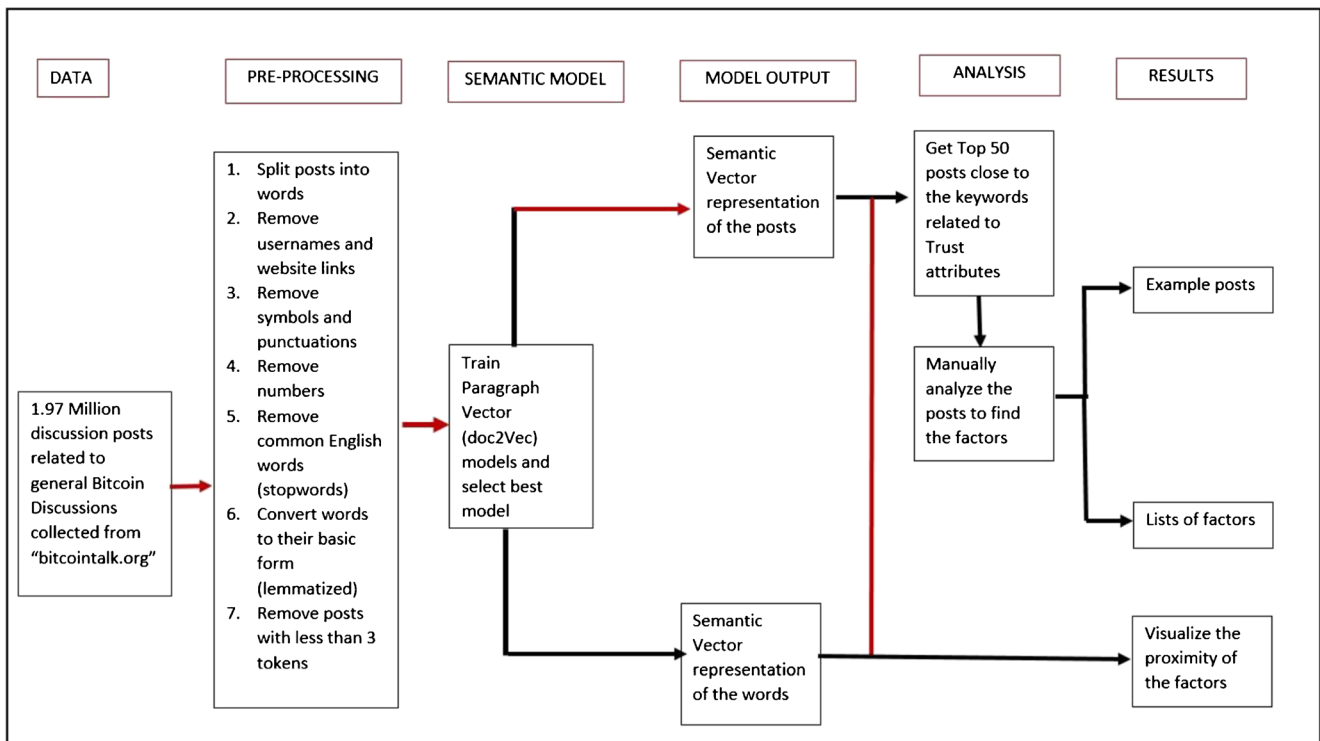 DATA
PRE-PROCESSING
SEMANTIC MODEL
MODEL OUTPUT
ANALYSIS
RESULTS
1.97 Million
discussion posts
related to
general Bitcoin
Discussions
collected from
“bitcointalk.org”
1. Split posts into
words
2. Remove
usernames and
website links
3. Remove
symbols and
punctuations
4. Remove
numbers
5. Remove
common English
words
(stopwords)
6. Convert words
to their basic
form
(lemmatized)
7. Remove posts
with less than 3
tokens
Train
Paragraph
Vector
(doc2Vec)
models and
select best
model
Semantic
Vector
representation
of the posts
Semantic
Vector
representation
of the words
Get Top 50
posts close to
the keywords
related to
Trust
attributes
Manually
analyze the
posts to find
the factors
Example posts
Lists of factors
Visualize the
proximity of
the factors